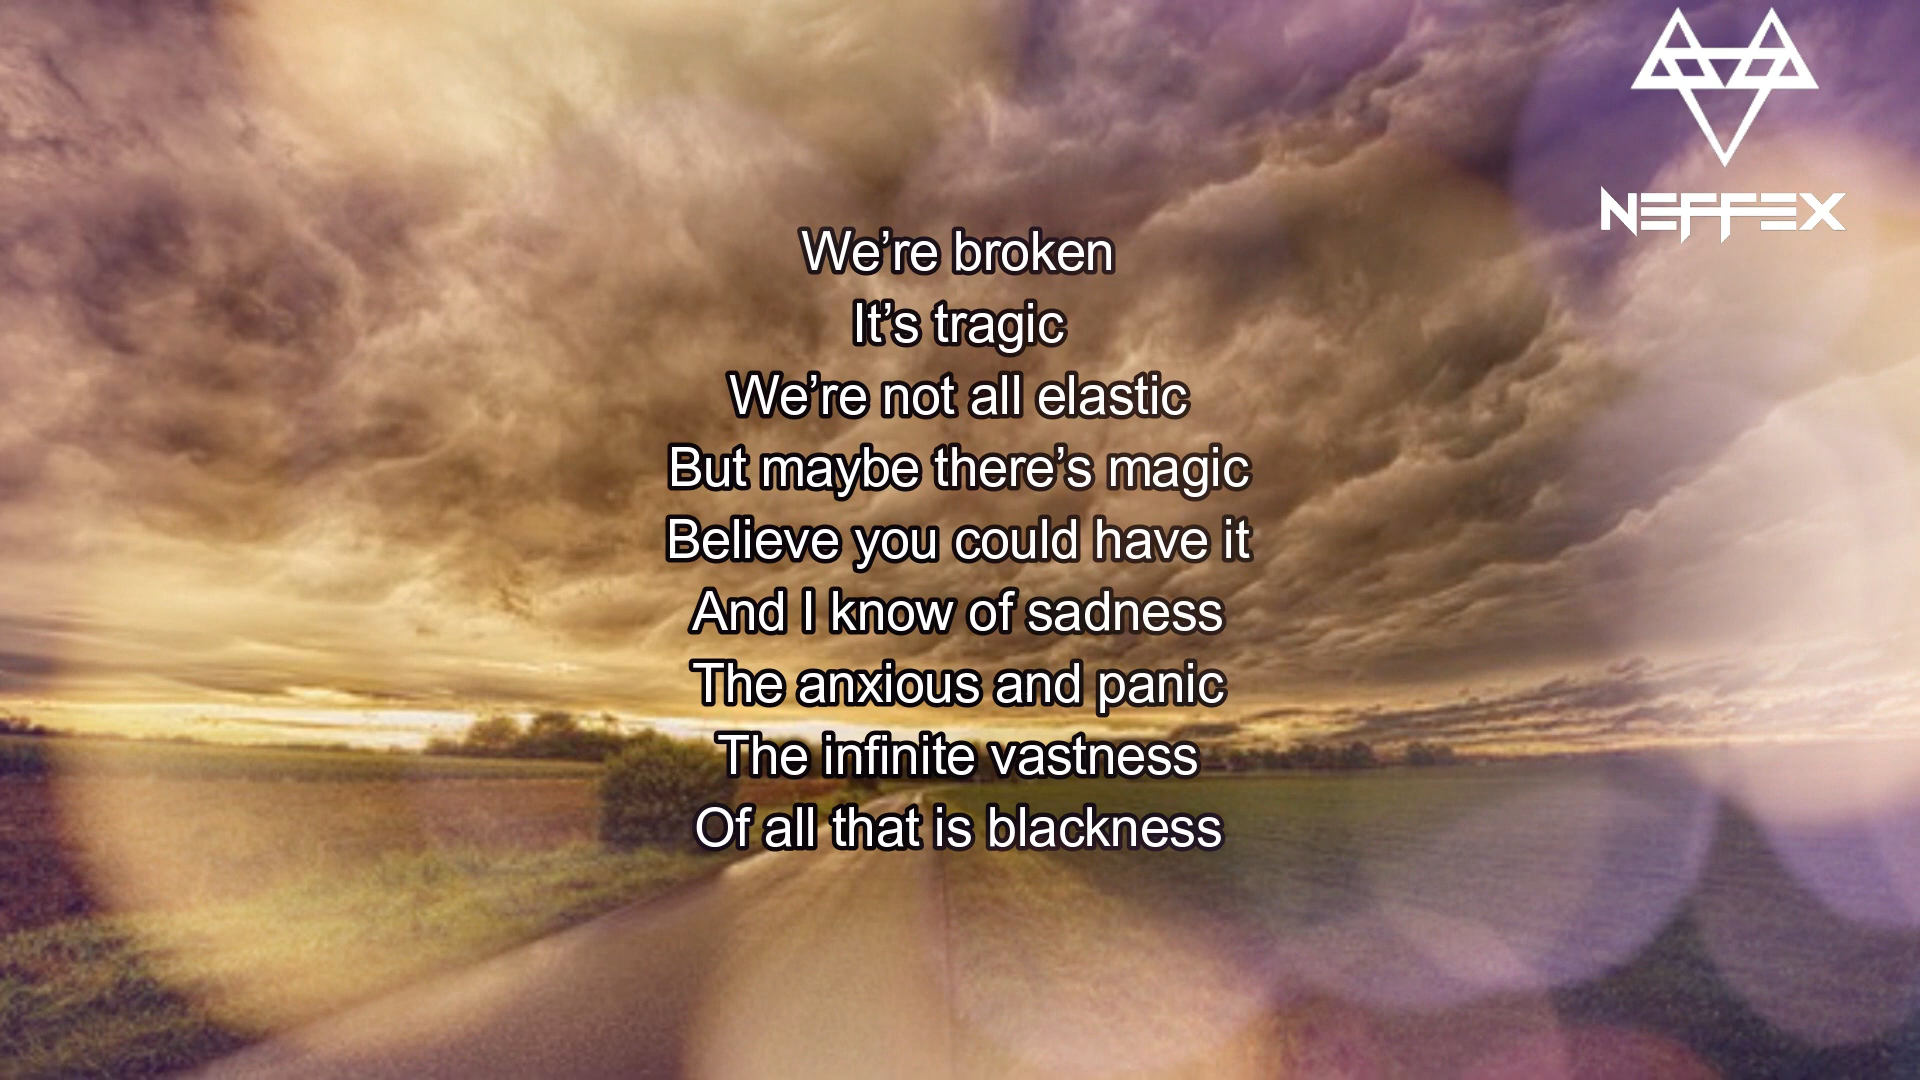 NEFFEX
We’re broken
It’s tragic
We’re not all elastic
But maybe there’s magic
Believe you could have it
And I know of sadness
The anxious and panic
The infinite vastness
Of all that is blackness